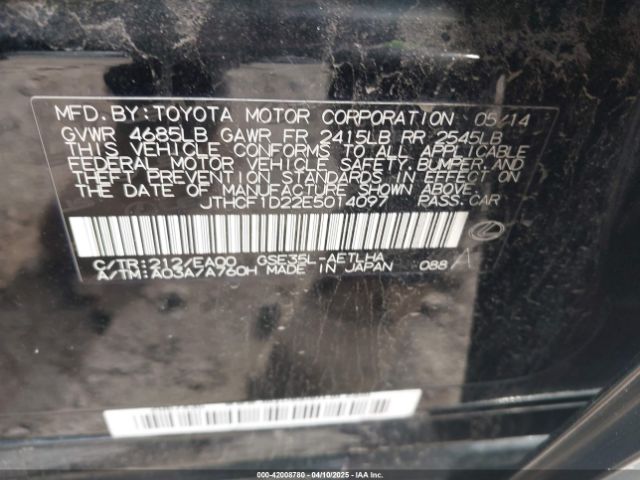 MFD.BY:TOYOTA MOTOR CORPORATION 05/14
GVWR 4685LB GAWR FR 2415LB RR 2545LB
THIS VEHICLE CONFORMS TO ALL APPLICABLE
FEDERAL MOTOR VEHICLE SAFETY, BUMPER, AND
THEFT PREVENTION STANDARDS IN EFFECT ON
THE DATE OF MANUFACTURE SHOWN ABOVE.
JTHCF1D22E5014097 PASS.CAR
C/TR:212/EA00 GSE35L-AETLHA
A/TM:A03A/A760H MADE IN JAPAN 088A
000-42008780 - 04/10/2025 - IAAI.COM